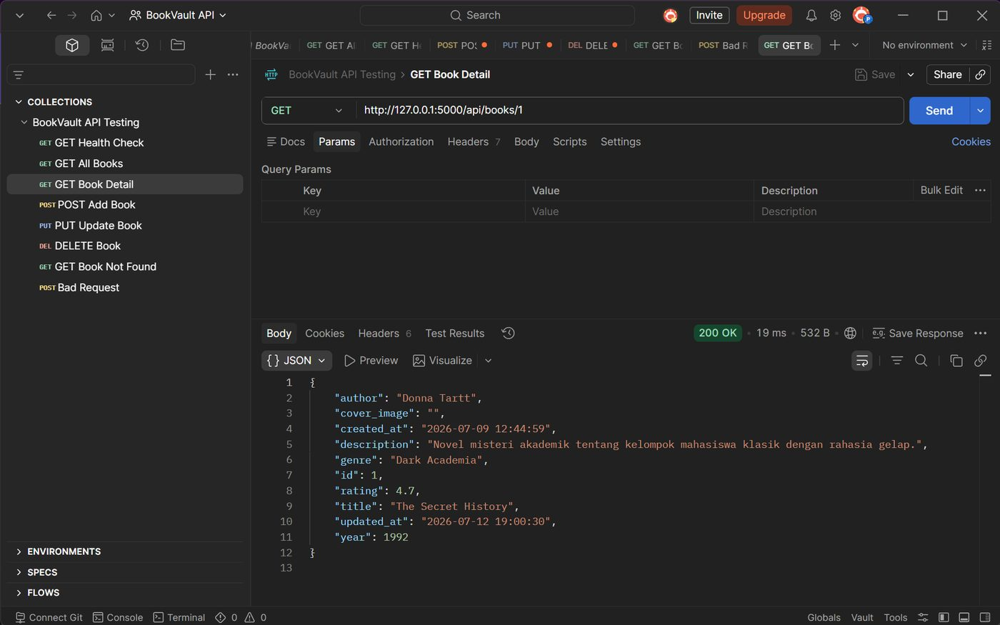 BookVault API
Search
Invite
Upgrade
BookVa
GET GET Al
GET GET He
POST POS
PUT PUT
DEL DELE
GET GET Bo
POST Bad R
GET GET Bo
No environment
HTTP BookVault API Testing > GET Book Detail
Save
Share
GET
http://127.0.0.1:5000/api/books/1
Send
Docs
Params
Authorization
Headers 7
Body
Scripts
Settings
Cookies
Query Params
Key Value Description Bulk Edit
Key Value Description
COLLECTIONS
BookVault API Testing
GET GET Health Check
GET GET All Books
GET GET Book Detail
POST POST Add Book
PUT PUT Update Book
DEL DELETE Book
GET GET Book Not Found
POST Bad Request
ENVIRONMENTS
SPECS
FLOWS
Body
Cookies
Headers 6
Test Results
200 OK • 19 ms • 532 B •
e.g. Save Response
{} JSON
Preview
Visualize
1 {
2 "author": "Donna Tartt",
3 "cover_image": "",
4 "created_at": "2026-07-09 12:44:59",
5 "description": "Novel misteri akademik tentang kelompok mahasiswa klasik dengan rahasia gelap.",
6 "genre": "Dark Academia",
7 "id": 1,
8 "rating": 4.7,
9 "title": "The Secret History",
10 "updated_at": "2026-07-12 19:00:30",
11 "year": 1992
12 }
13
Connect Git
Console
Terminal
0
0
Globals
Vault
Tools